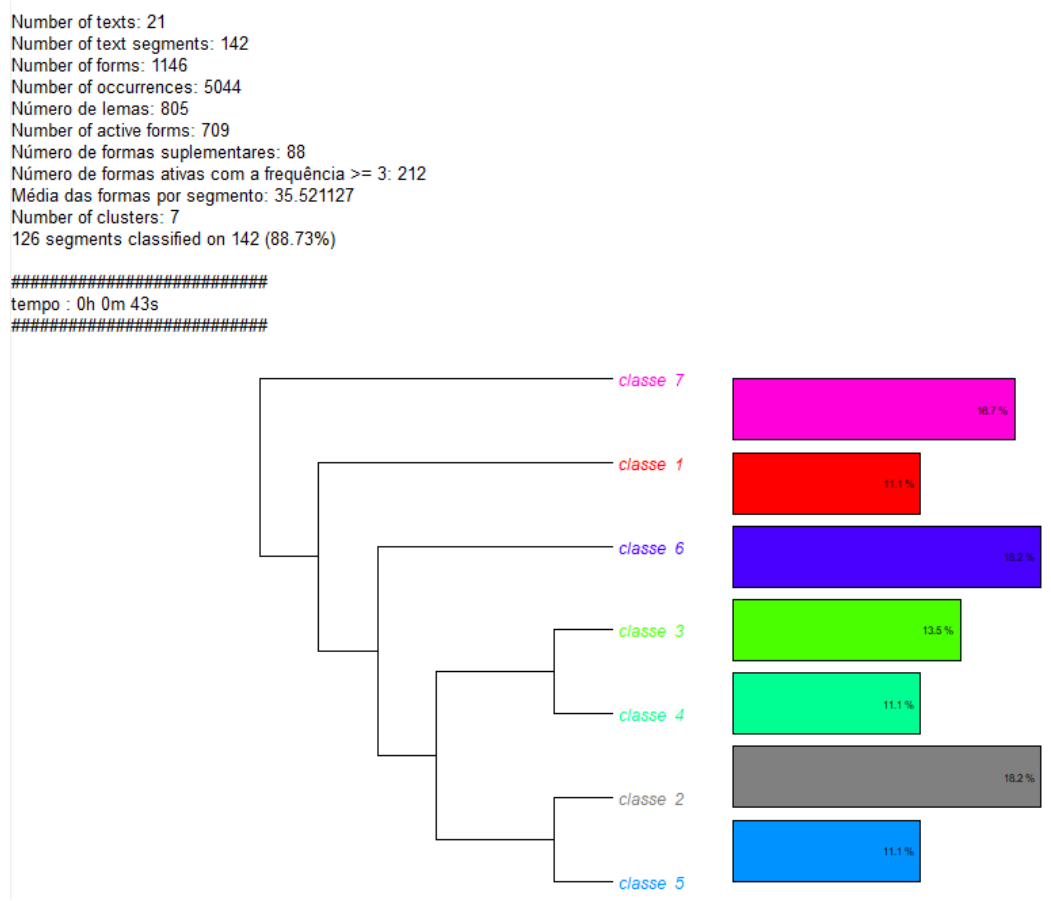 Number of texts: 21
Number of text segments: 142
Number of forms: 1146
Number of occurrences: 5044
Número de lemas: 805
Number of active forms: 709
Número de formas suplementares: 88
Número de formas ativas com a frequência >= 3: 212
Média das formas por segmento: 35.521127
Number of clusters: 7
126 segments classified on 142 (88.73%)
###########################
tempo : 0h 0m 43s
###########################
classe 7
16.7 %
classe 1
11.1 %
classe 6
18.2 %
classe 3
13.5 %
classe 4
11.1 %
classe 2
18.2 %
classe 5
11.1 %